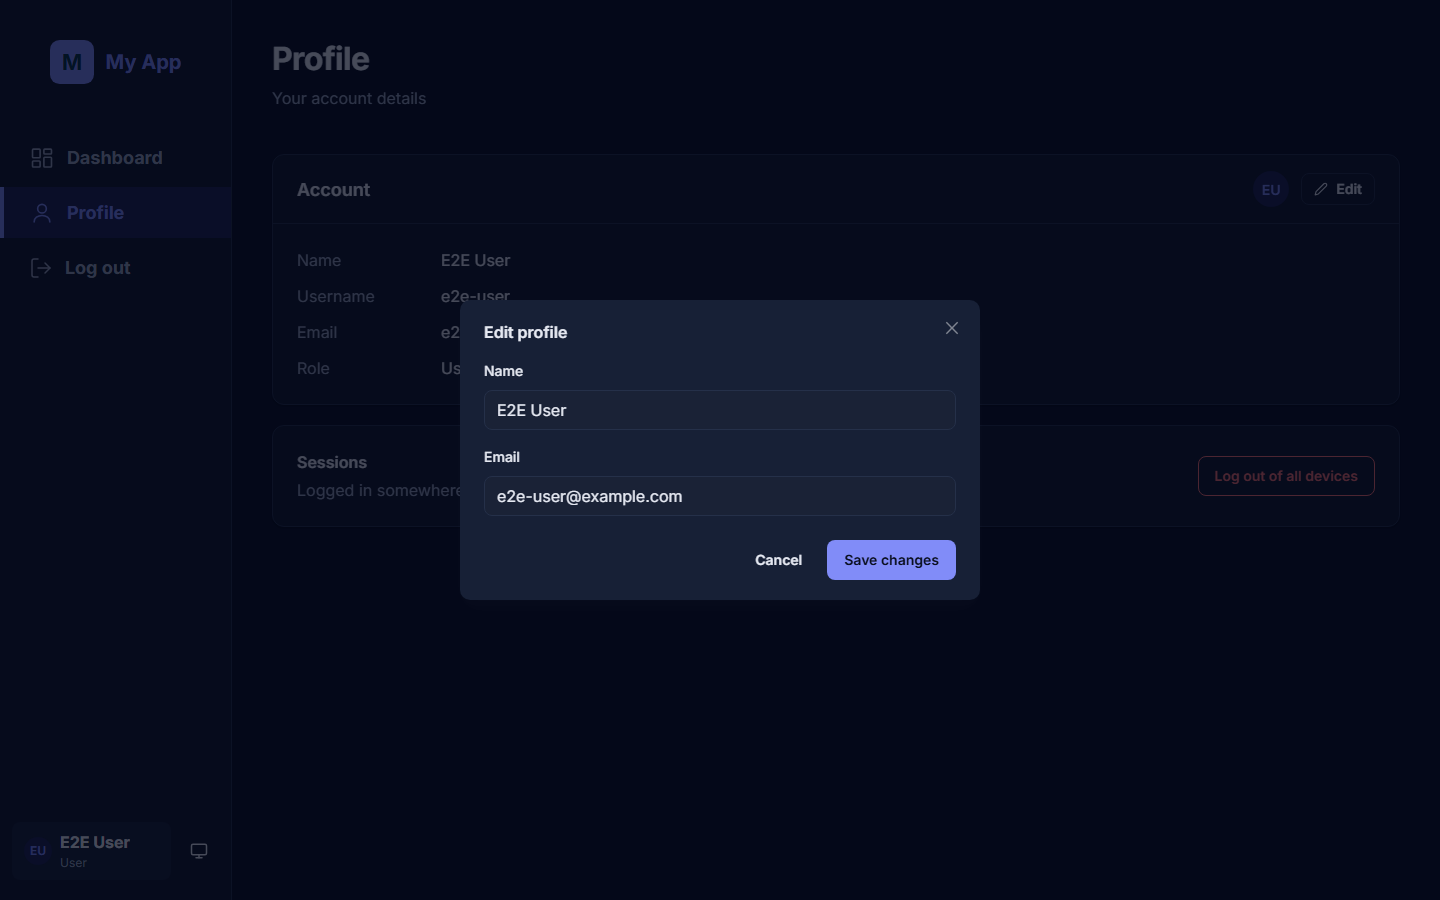 M My App
Dashboard
Profile
Log out
EU
E2E User
User
Profile
Your account details
Account
EU
Edit
Name E2E User
Username e2e-user
Email e2
Role Us
Sessions
Logged in somewhere
Log out of all devices
Edit profile
Name
E2E User
Email
e2e-user@example.com
Cancel
Save changes